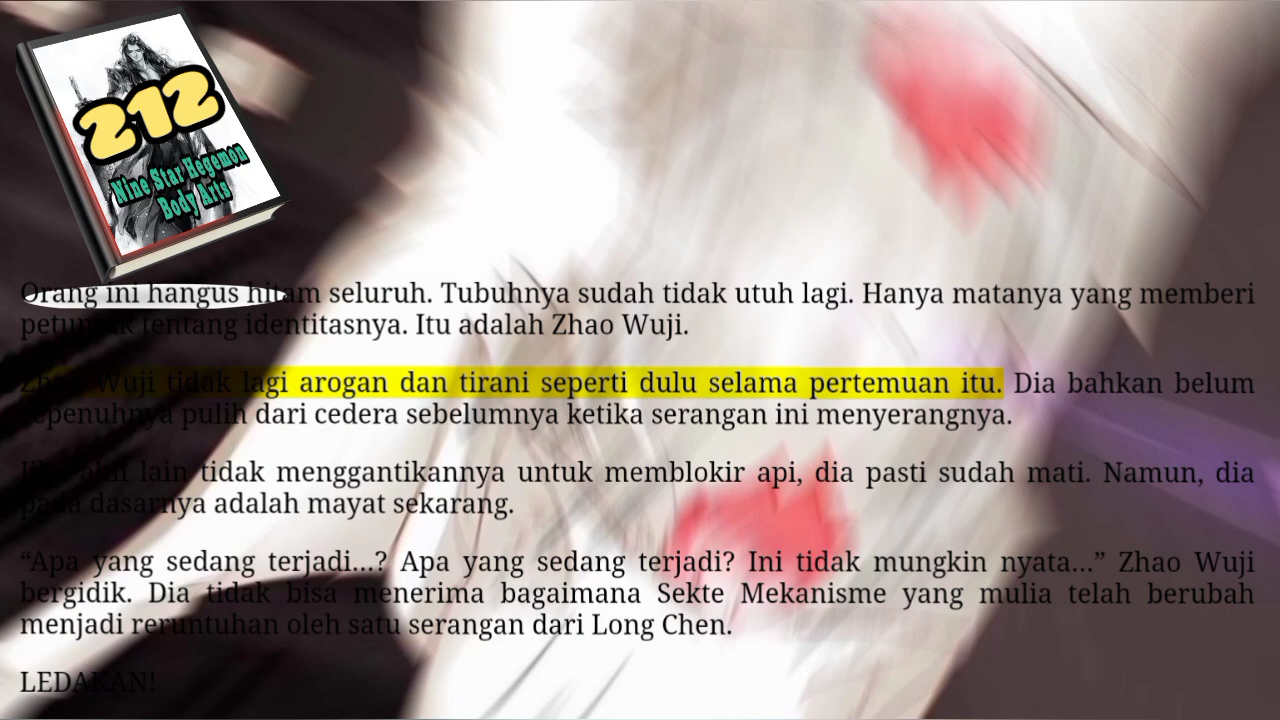 212
Nine Star Hegemon
Body Arts
Orang ini hangus hitam seluruh. Tubuhnya sudah tidak utuh lagi. Hanya matanya yang memberi
petunjuk tentang identitasnya. Itu adalah Zhao Wuji.
Zhao Wuji tidak lagi arogan dan tirani seperti dulu selama pertemuan itu. Dia bahkan belum
sepenuhnya pulih dari cedera sebelumnya ketika serangan ini menyerangnya.
Jika ahli lain tidak menggantikannya untuk memblokir api, dia pasti sudah mati. Namun, dia
pada dasarnya adalah mayat sekarang.
“Apa yang sedang terjadi…? Apa yang sedang terjadi? Ini tidak mungkin nyata…” Zhao Wuji
bergidik. Dia tidak bisa menerima bagaimana Sekte Mekanisme yang mulia telah berubah
menjadi reruntuhan oleh satu serangan dari Long Chen.
LEDAKAN!